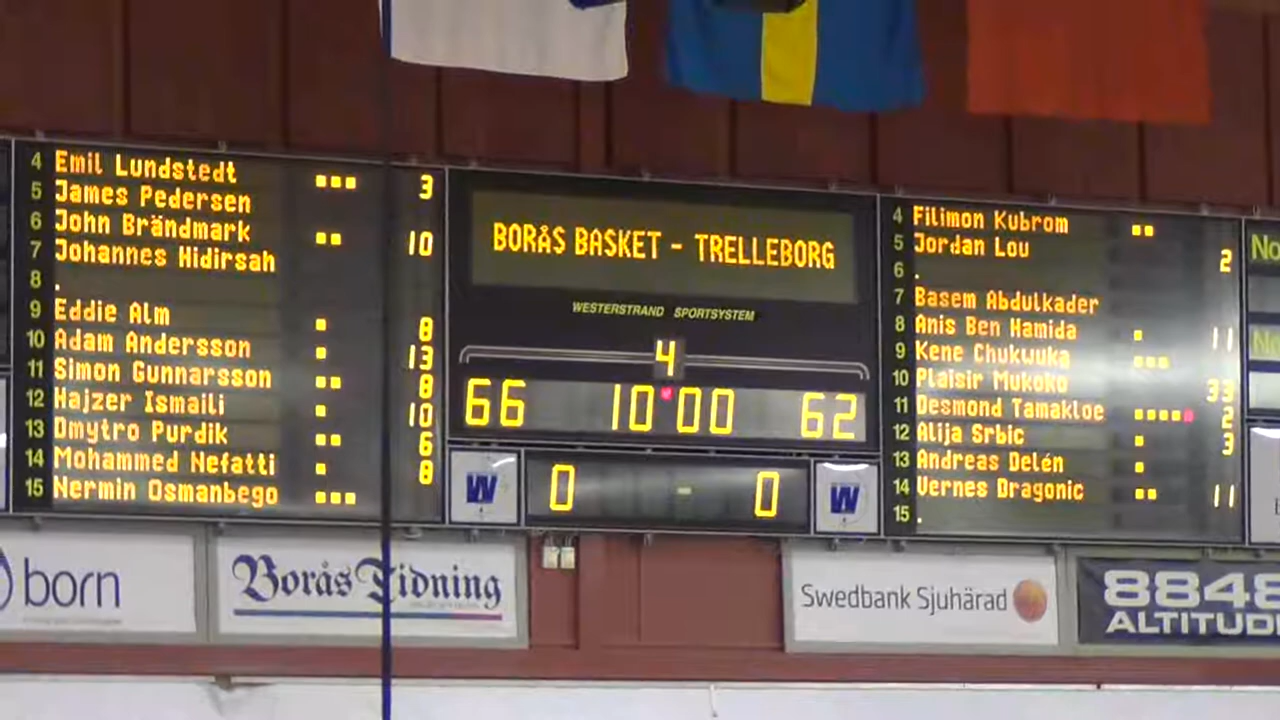 4 Emil Lundstedt 3
5 James Pedersen
6 John Brändmark 10
7 Johannes Hidirsah
8 .
9 Eddie Alm 8
10 Adam Andersson 13
11 Simon Gunnarsson 8
12 Hajzer Ismaili 10
13 Dmytro Purdik 6
14 Mohammed Nefatti 8
15 Nermin Osmanbego
BORÅS BASKET - TRELLEBORG
WESTERSTRAND SPORTSYSTEM
4
66 10:00 62
W 0 - 0 W
4 Filimon Kubrom
5 Jordan Lou 2
6 .
7 Basem Abdulkader
8 Anis Ben Hamida 11
9 Kene Chukwuka
10 Plaisir Mukoko 33
11 Desmond Tamakloe 2
12 Alija Srbic 3
13 Andreas Delén
14 Vernes Dragonic 11
15 .
No
Ne
born
Borås Tidning
Swedbank Sjuhärad
8848
ALTITUD